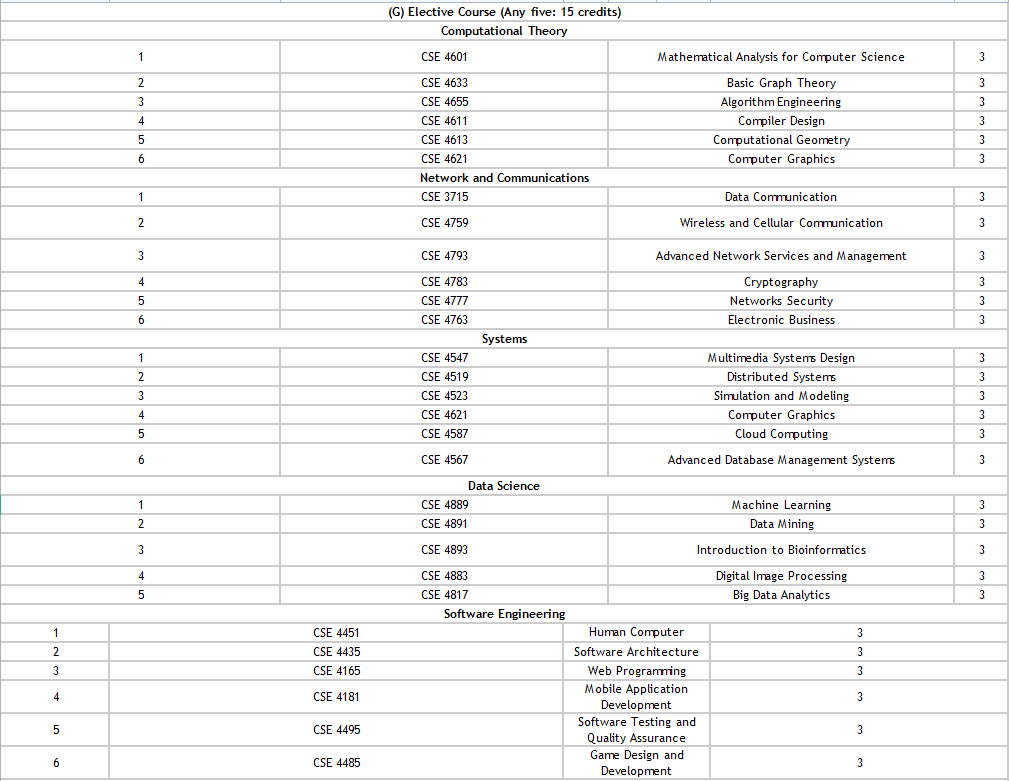 (G) Elective Course (Any five: 15 credits)
Computational Theory
1 CSE 4601 Mathematical Analysis for Computer Science 3
2 CSE 4633 Basic Graph Theory 3
3 CSE 4655 Algorithm Engineering 3
4 CSE 4611 Compiler Design 3
5 CSE 4613 Computational Geometry 3
6 CSE 4621 Computer Graphics 3
Network and Communications
1 CSE 3715 Data Communication 3
2 CSE 4759 Wireless and Cellular Communication 3
3 CSE 4793 Advanced Network Services and Management 3
4 CSE 4783 Cryptography 3
5 CSE 4777 Networks Security 3
6 CSE 4763 Electronic Business 3
Systems
1 CSE 4547 Multimedia Systems Design 3
2 CSE 4519 Distributed Systems 3
3 CSE 4523 Simulation and Modeling 3
4 CSE 4621 Computer Graphics 3
5 CSE 4587 Cloud Computing 3
6 CSE 4567 Advanced Database Management Systems 3
Data Science
1 CSE 4889 Machine Learning 3
2 CSE 4891 Data Mining 3
3 CSE 4893 Introduction to Bioinformatics 3
4 CSE 4883 Digital Image Processing 3
5 CSE 4817 Big Data Analytics 3
Software Engineering
1 CSE 4451 Human Computer 3
2 CSE 4435 Software Architecture 3
3 CSE 4165 Web Programming 3
4 CSE 4181 Mobile Application
Development 3
5 CSE 4495 Software Testing and
Quality Assurance 3
6 CSE 4485 Game Design and
Development 3